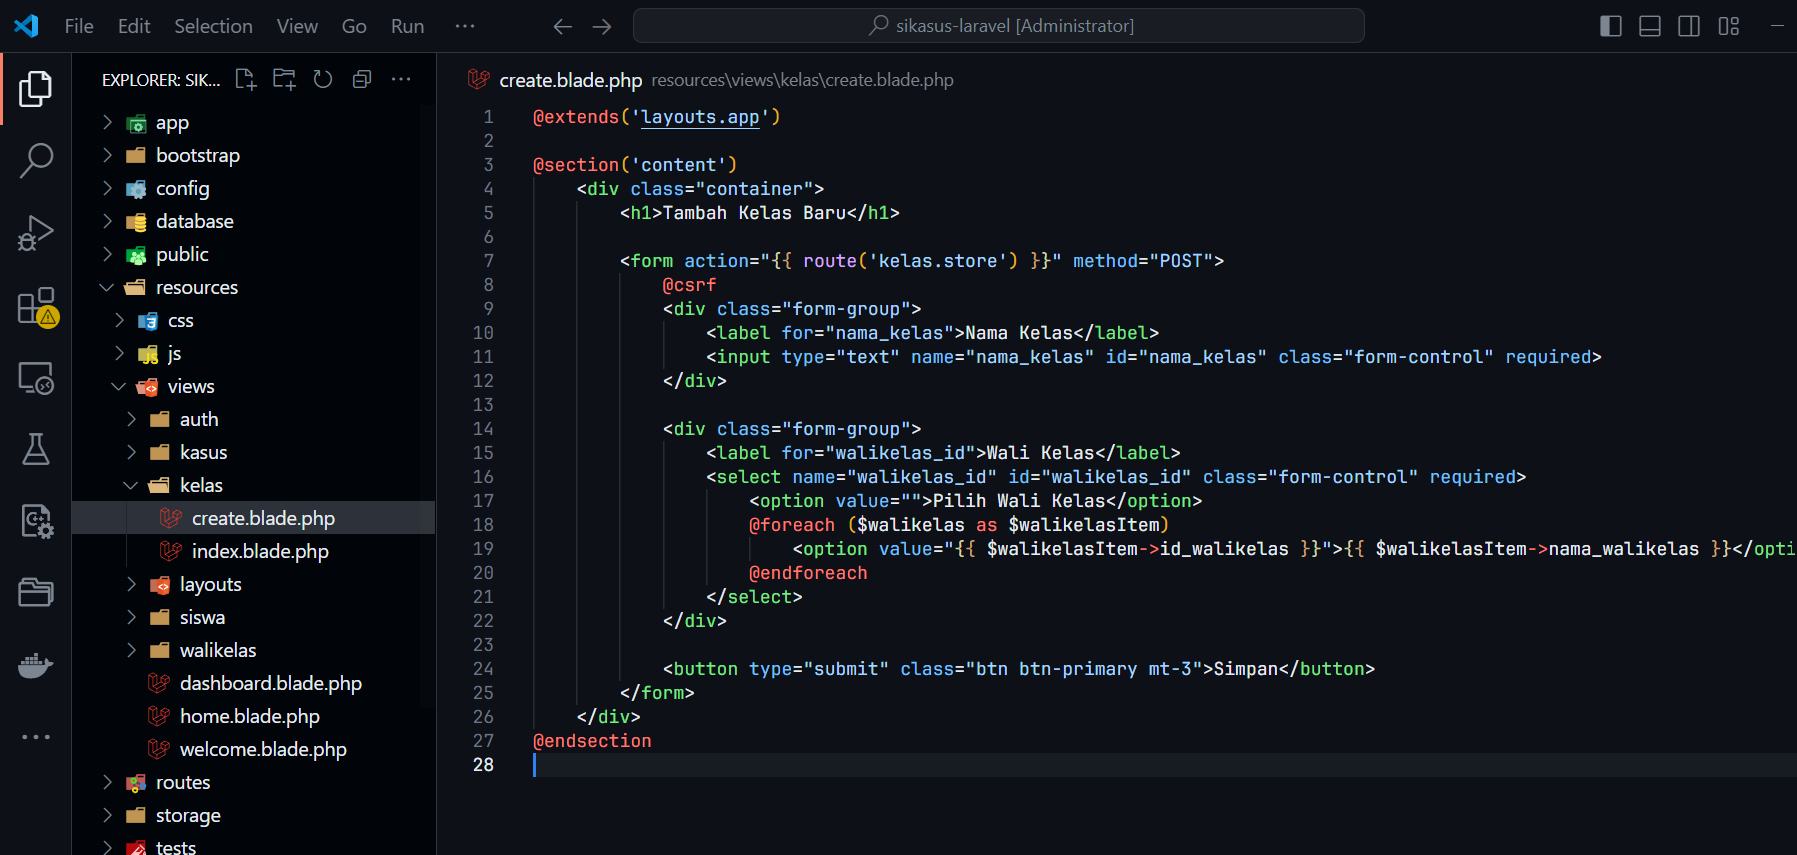 File Edit Selection View Go Run ···
sikasus-laravel [Administrator]
EXPLORER: SIK...
app
bootstrap
config
database
public
resources
css
js
views
auth
kasus
kelas
create.blade.php
index.blade.php
layouts
siswa
walikelas
dashboard.blade.php
home.blade.php
welcome.blade.php
routes
storage
tests
create.blade.php resources\views\kelas\create.blade.php
1 @extends('layouts.app')
2
3 @section('content')
4 <div class="container">
5 <h1>Tambah Kelas Baru</h1>
6
7 <form action="{{ route('kelas.store') }}" method="POST">
8 @csrf
9 <div class="form-group">
10 <label for="nama_kelas">Nama Kelas</label>
11 <input type="text" name="nama_kelas" id="nama_kelas" class="form-control" required>
12 </div>
13
14 <div class="form-group">
15 <label for="walikelas_id">Wali Kelas</label>
16 <select name="walikelas_id" id="walikelas_id" class="form-control" required>
17 <option value="">Pilih Wali Kelas</option>
18 @foreach ($walikelas as $walikelasItem)
19 <option value="{{ $walikelasItem->id_walikelas }}">{{ $walikelasItem->nama_walikelas }}</opti
20 @endforeach
21 </select>
22 </div>
23
24 <button type="submit" class="btn btn-primary mt-3">Simpan</button>
25 </form>
26 </div>
27 @endsection
28